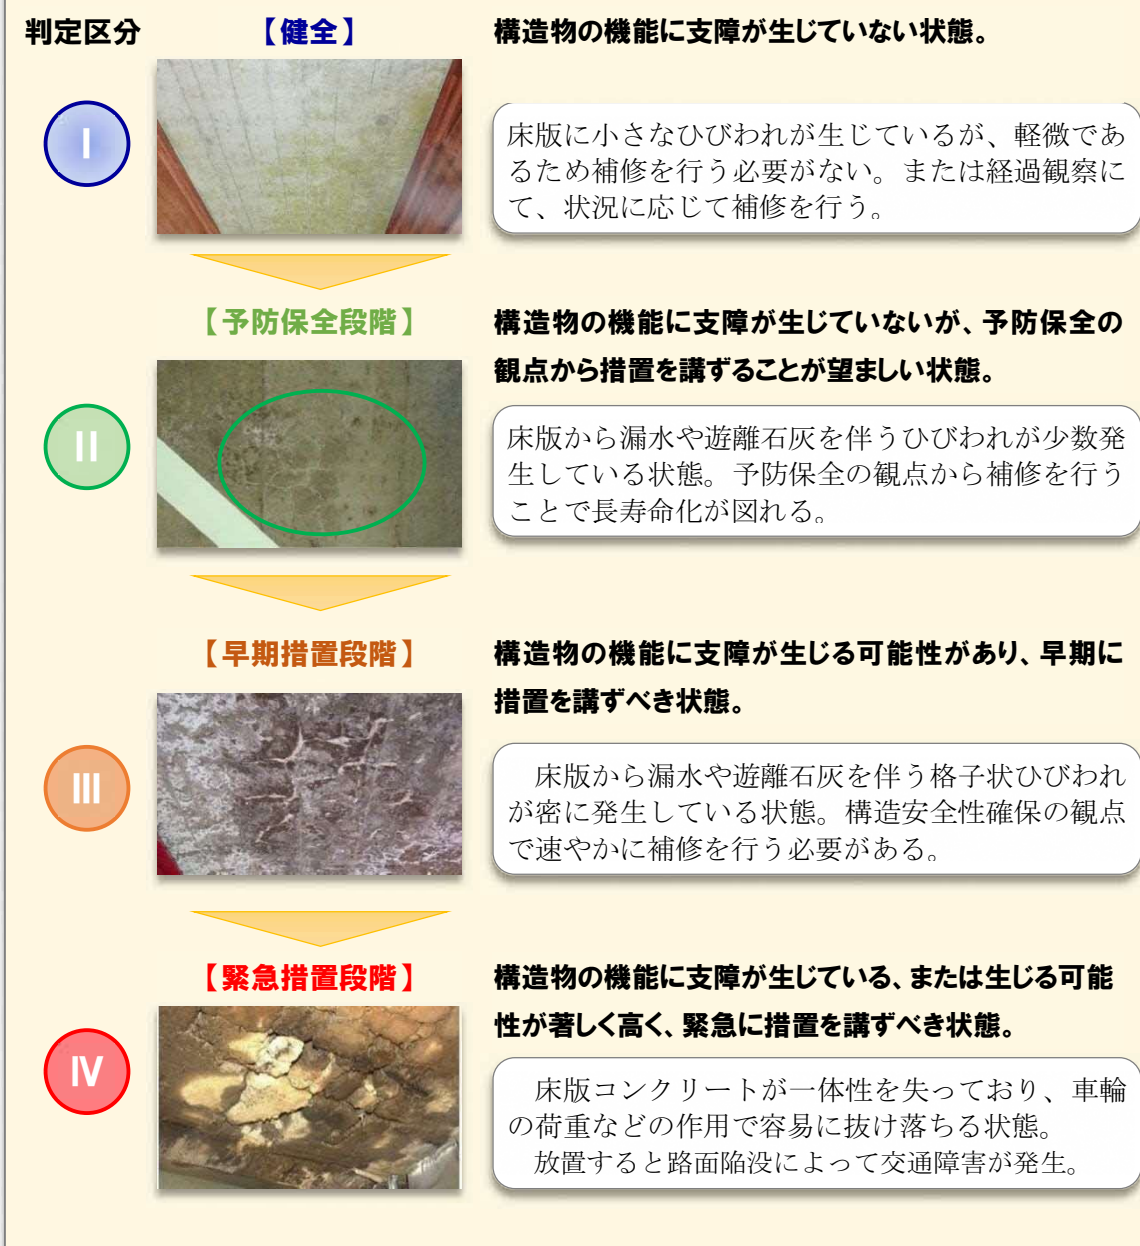 判定区分 【健全】 構造物の機能に支障が生じていない状態。
I
床版に小さなひびわれが生じているが、軽微であ
るため補修を行う必要がない。または経過観察に
て、状況に応じて補修を行う。
【予防保全段階】 構造物の機能に支障が生じていないが、予防保全の
観点から措置を講ずることが望ましい状態。
II
床版から漏水や遊離石灰を伴うひびわれが少数発
生している状態。予防保全の観点から補修を行う
ことで長寿命化が図れる。
【早期措置段階】 構造物の機能に支障が生じる可能性があり、早期に
措置を講ずべき状態。
III
床版から漏水や遊離石灰を伴う格子状ひびわれ
が密に発生している状態。構造安全性確保の観点
で速やかに補修を行う必要がある。
【緊急措置段階】 構造物の機能に支障が生じている、または生じる可能
性が著しく高く、緊急に措置を講ずべき状態。
IV
床版コンクリートが一体性を失っており、車輪
の荷重などの作用で容易に抜け落ちる状態。
放置すると路面陥没によって交通障害が発生。